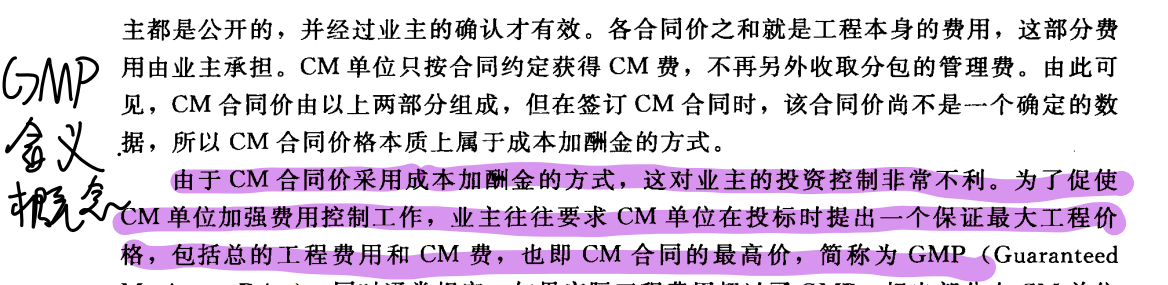 主都是公开的，并经过业主的确认才有效。各合同价之和就是工程本身的费用，这部分费
用由业主承担。CM 单位只按合同约定获得 CM 费，不再另外收取分包的管理费。由此可
见，CM 合同价由以上两部分组成，但在签订 CM 合同时，该合同价尚不是一个确定的数
据，所以 CM 合同价格本质上属于成本加酬金的方式。
由于 CM 合同价采用成本加酬金的方式，这对业主的投资控制非常不利。为了促使
CM 单位加强费用控制工作，业主往往要求 CM 单位在投标时提出一个保证最大工程价
格，包括总的工程费用和 CM 费，也即 CM 合同的最高价，简称为 GMP（Guaranteed
GMP
含义
概念